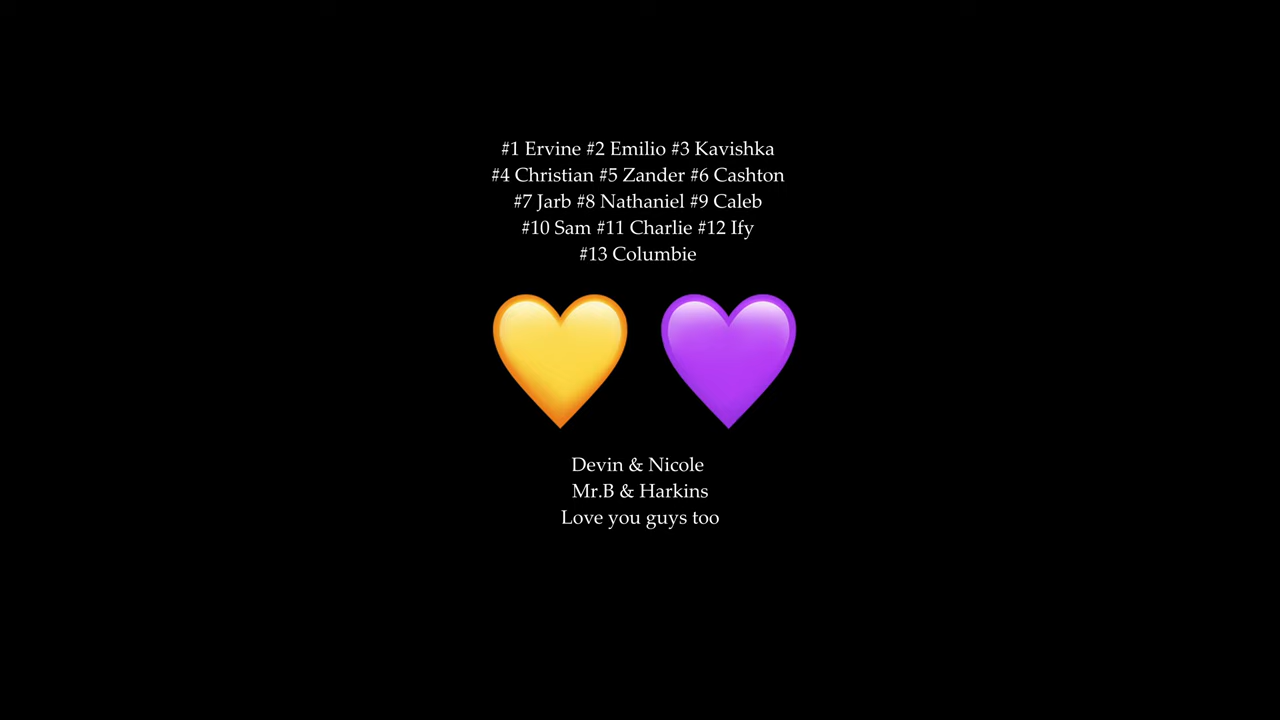 #1 Ervine #2 Emilio #3 Kavishka
#4 Christian #5 Zander #6 Cashton
#7 Jarb #8 Nathaniel #9 Caleb
#10 Sam #11 Charlie #12 Ify
#13 Columbie
Devin & Nicole
Mr.B & Harkins
Love you guys too